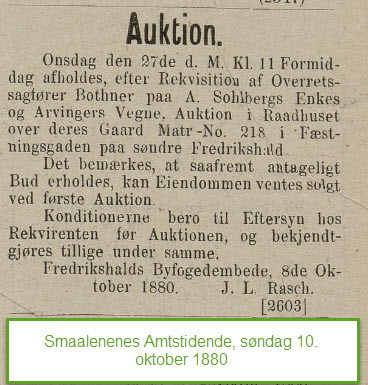 Auktion.
Onsdag den 27de d. M. Kl. 11 Formid-
dag afholdes, efter Rekvisition af Overrets-
sagfører Bothner paa A. Sohlbergs Enkes
og Arvingers Vegne, Auktion i Raadhuset
over deres Gaard Matr-No. 218 i Fæst-
ningsgaden paa søndre Fredrikshald.
Det bemærkes, at saafremt antageligt
Bud erholdes, kan Eiendommen ventes solgt
ved første Auktion.
Konditionerne bero til Eftersyn hos
Rekvirenten før Auktionen, og bekjendt-
gjøres tillige under samme.
Fredrikshalds Byfogedembede, 8de Ok-
tober 1880. J. L. Rasch.
[2603]
Smaalenenes Amtstidende, søndag 10.
oktober 1880